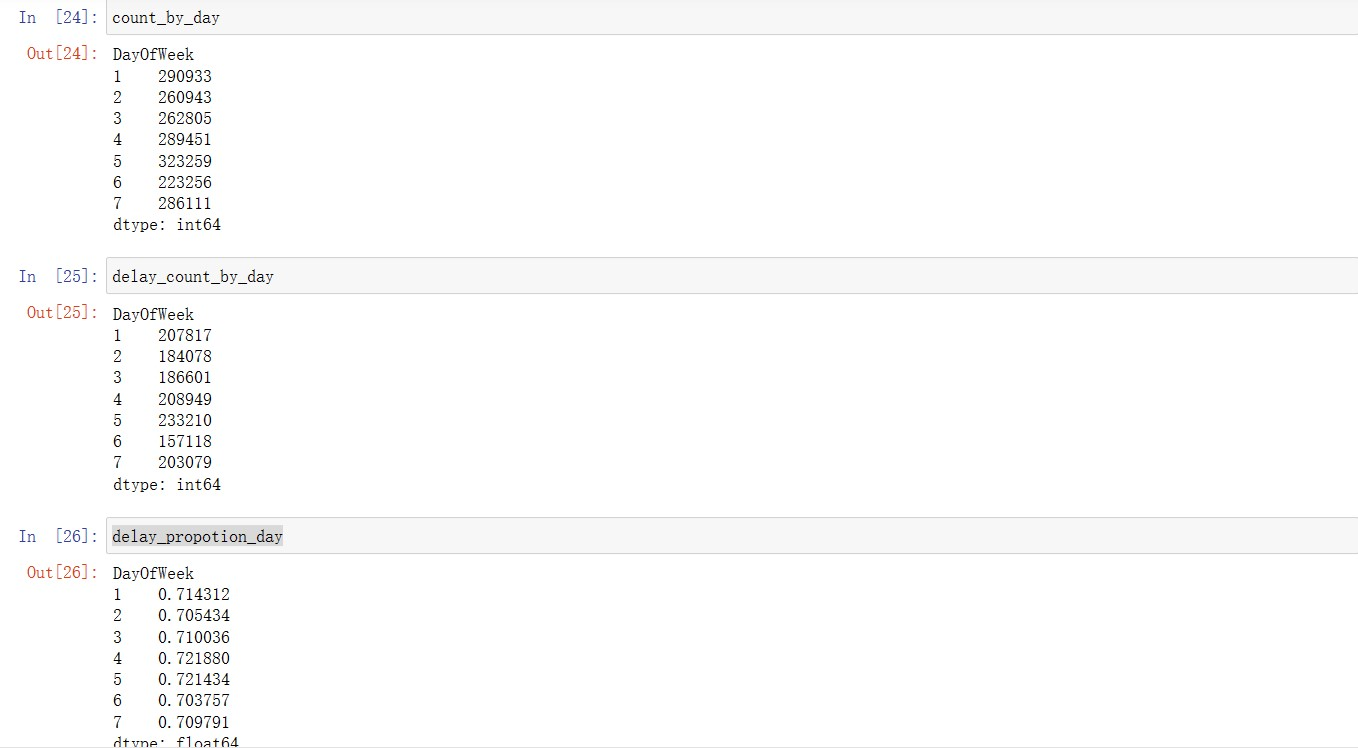 In [24]: count_by_day
Out[24]: DayOfWeek
1 290933
2 260943
3 262805
4 289451
5 323259
6 223256
7 286111
dtype: int64
In [25]: delay_count_by_day
Out[25]: DayOfWeek
1 207817
2 184078
3 186601
4 208949
5 233210
6 157118
7 203079
dtype: int64
In [26]: delay_propotion_day
Out[26]: DayOfWeek
1 0.714312
2 0.705434
3 0.710036
4 0.721880
5 0.721434
6 0.703757
7 0.709791
dtype: float64